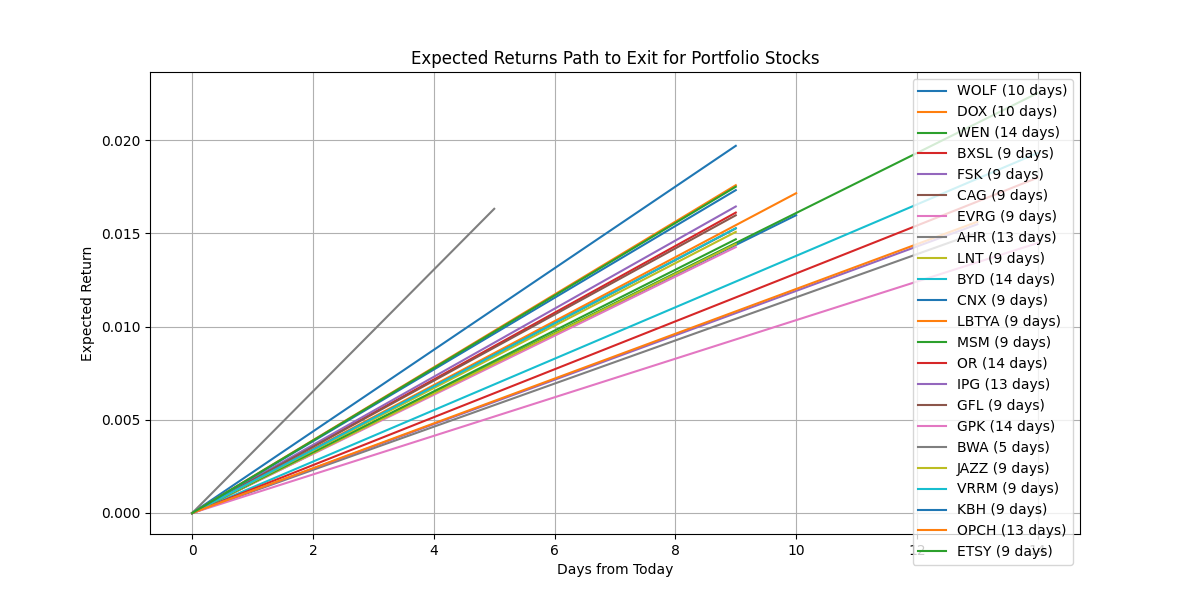 Expected Returns Path to Exit for Portfolio Stocks
Expected Return
0.020
0.015
0.010
0.005
0.000
0 2 4 6 8 10 12
Days from Today
WOLF (10 days)
DOX (10 days)
WEN (14 days)
BXSL (9 days)
FSK (9 days)
CAG (9 days)
EVRG (9 days)
AHR (13 days)
LNT (9 days)
BYD (14 days)
CNX (9 days)
LBTYA (9 days)
MSM (9 days)
OR (14 days)
IPG (13 days)
GFL (9 days)
GPK (14 days)
BWA (5 days)
JAZZ (9 days)
VRRM (9 days)
KBH (9 days)
OPCH (13 days)
ETSY (9 days)